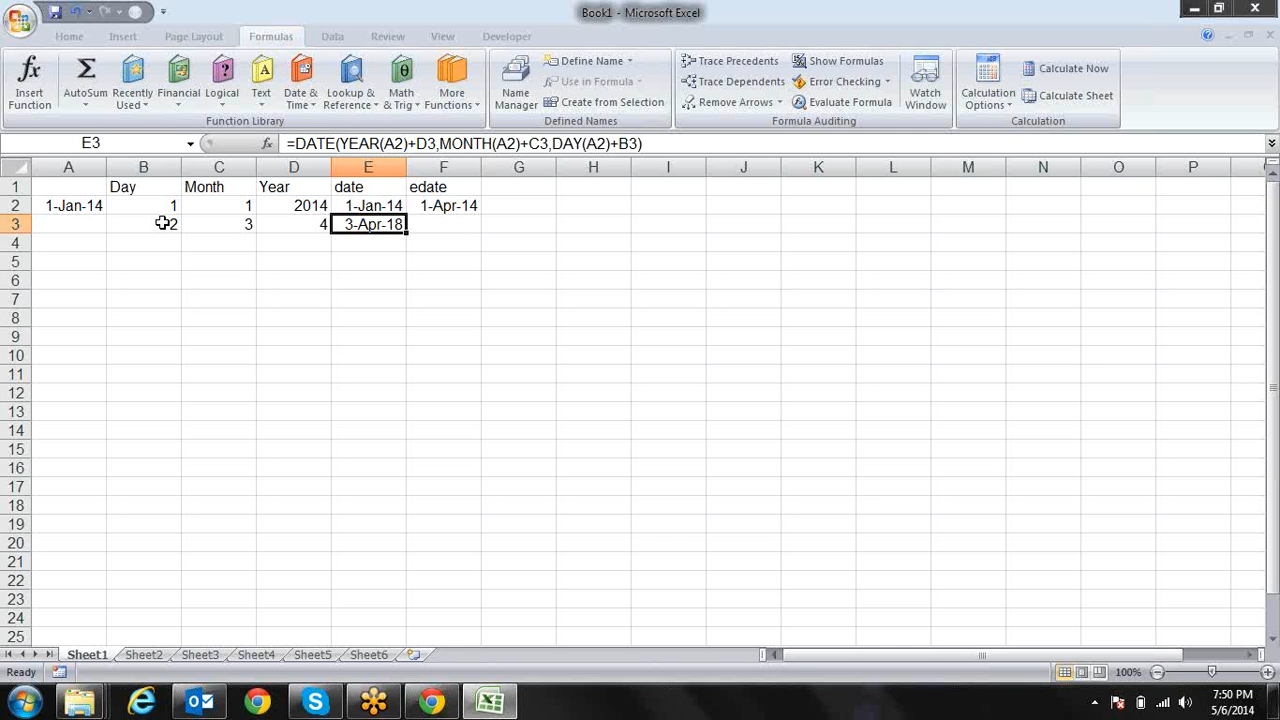 Book1 - Microsoft Excel
Home Insert Page Layout Formulas Data Review View Developer
fx Σ A θ
Insert Function
AutoSum
Recently Used
Financial
Logical
Text
Date & Time
Lookup & Reference
Math & Trig
More Functions
Function Library
Name Manager
Define Name
Use in Formula
Create from Selection
Defined Names
Trace Precedents
Trace Dependents
Remove Arrows
Show Formulas
Error Checking
Evaluate Formula
Formula Auditing
Watch Window
Calculation Options
Calculate Now
Calculate Sheet
Calculation
E3 fx =DATE(YEAR(A2)+D3,MONTH(A2)+C3,DAY(A2)+B3)
A B C D E F G H I J K L M N O P
1 Day Month Year date edate
2 1-Jan-14 1 1 2014 1-Jan-14 1-Apr-14
3 2 3 4 3-Apr-18
4
5
6
7
8
9
10
11
12
13
14
15
16
17
18
19
20
21
22
23
24
25
Sheet1 Sheet2 Sheet3 Sheet4 Sheet5 Sheet6
Ready 100%
7:50 PM
5/6/2014